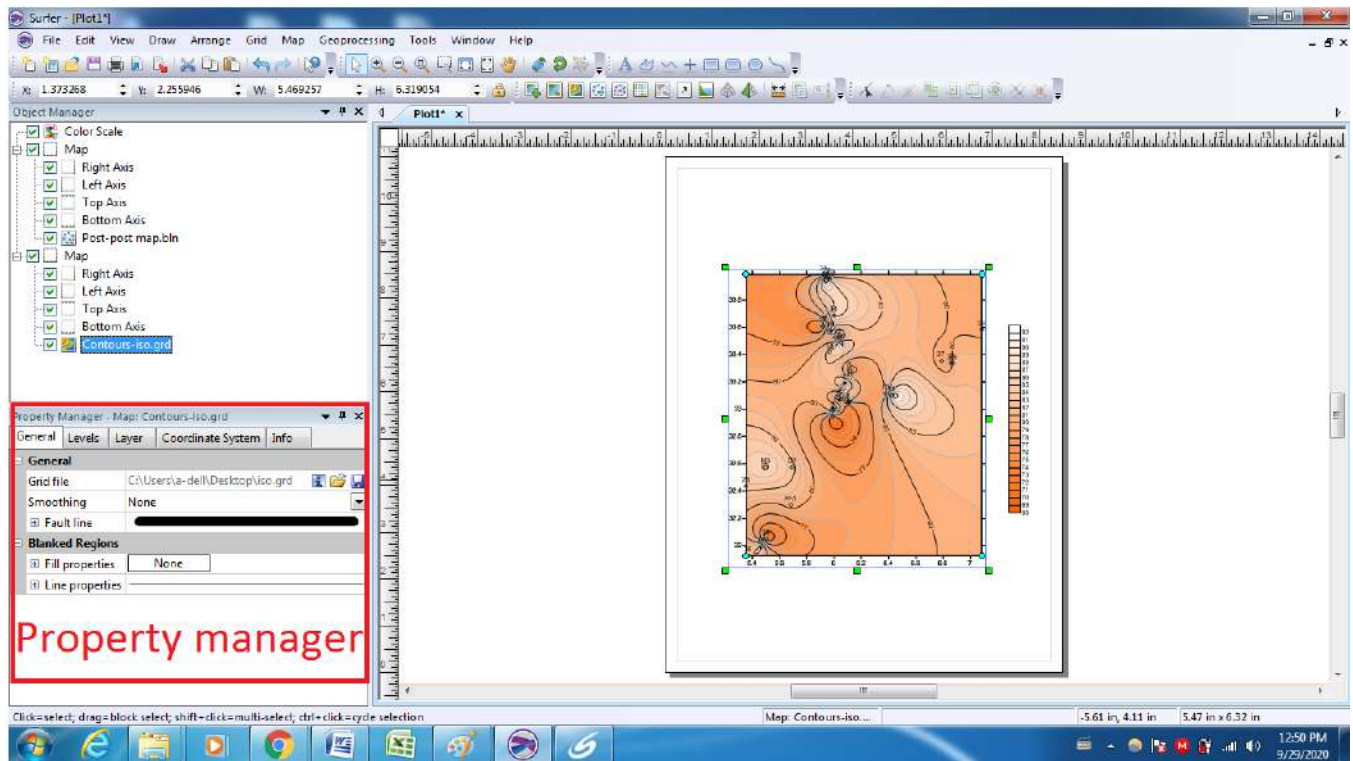 Surfer - [Plot1*]
File Edit View Draw Arrange Grid Map Geoprocessing Tools Window Help
X: 1.373268 Y: 2.255946 W: 5.469257 H: 6.319054
Object Manager
Plot1*
Color Scale
Map
Right Axis
Left Axis
Top Axis
Bottom Axis
Post-post map.bln
Map
Right Axis
Left Axis
Top Axis
Bottom Axis
Contours-iso.grd
Property Manager - Map: Contours-iso.grd
General Levels Layer Coordinate System Info
General
Grid file C:\Users\a-dell\Desktop\iso.grd
Smoothing None
Fault line
Blanked Regions
Fill properties None
Line properties
Property manager
Click=select; drag=block select; shift+click=multi-select; ctrl+click=cycle selection
Map: Contours-iso....
-5.61 in, 4.11 in
5.47 in x 6.32 in
12:50 PM
9/29/2020